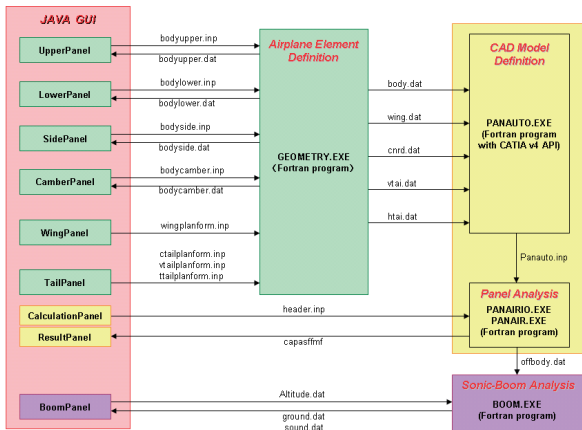 JAVA GUI
UpperPanel
LowerPanel
SidePanel
CamberPanel
WingPanel
TailPanel
CalculationPanel
ResultPanel
BoomPanel
bodyupper.inp
bodyupper.dat
bodylower.inp
bodylower.dat
bodyside.inp
bodyside.dat
bodycamber.inp
bodycamber.dat
wingplanform.inp
ctailplanform.inp
vtailplanform.inp
ttailplanform.inp
header.inp
capasffmf
Altitude.dat
ground.dat
sound.dat
Airplane Element
Definition
GEOMETRY.EXE
(Fortran program)
body.dat
wing.dat
cnrd.dat
vtai.dat
htai.dat
CAD Model
Definition
PANAUTO.EXE
(Fortran program
with CATIA v4 API)
Panauto.inp
Panel Analysis
PANAIRIO.EXE
PANAIR.EXE
(Fortran program)
offbody.dat
Sonic-Boom Analysis
BOOM.EXE
(Fortran program)